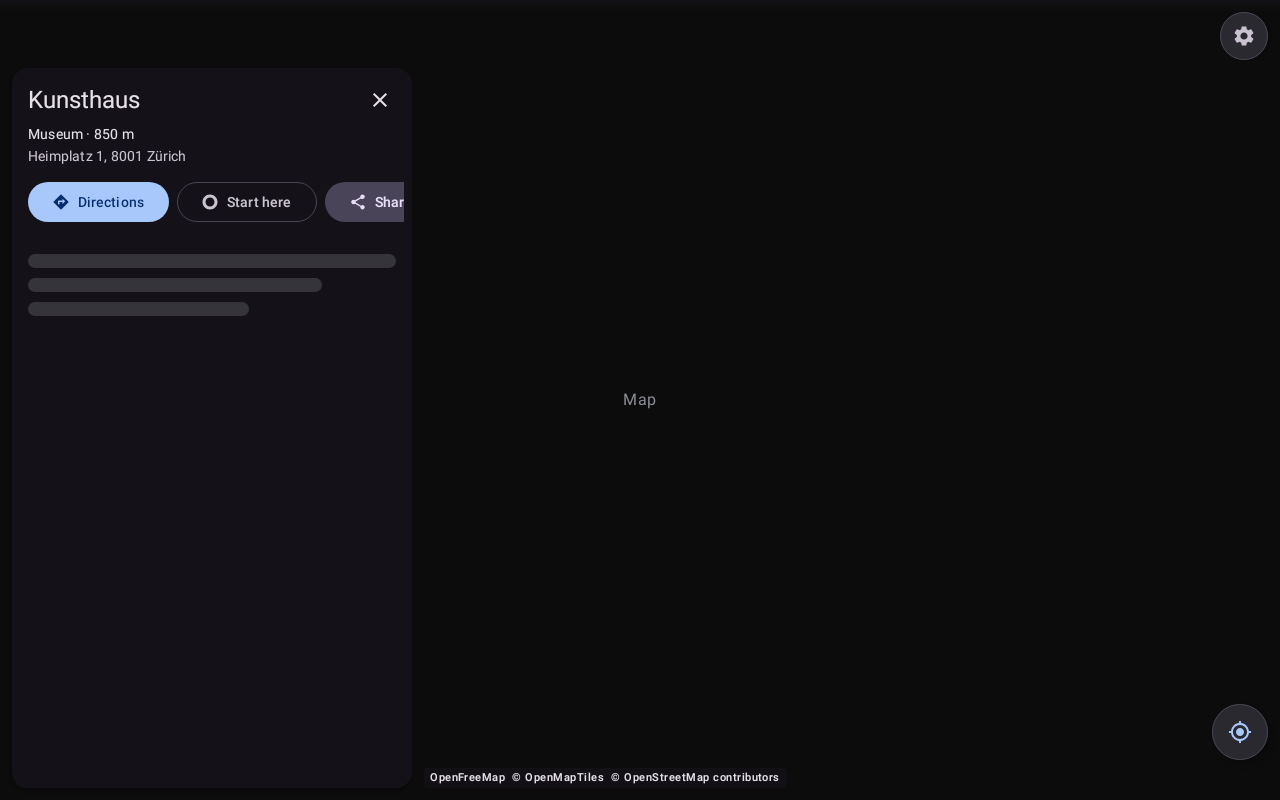 Kunsthaus
Museum · 850 m
Heimplatz 1, 8001 Zürich
Directions
Start here
Shar
Map
OpenFreeMap © OpenMapTiles © OpenStreetMap contributors